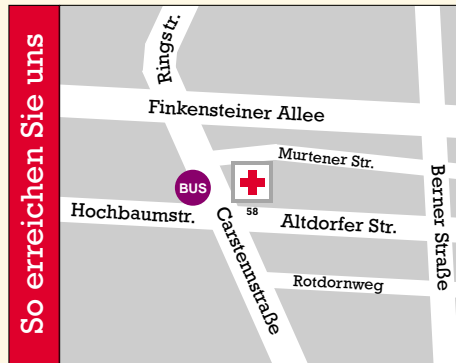 So erreichen Sie uns
Ringstr.
Finkensteiner Allee
Murtener Str.
BUS
58
Berner Straße
Hochbaumstr.
Carstennstraße
Altdorfer Str.
Rotdornweg